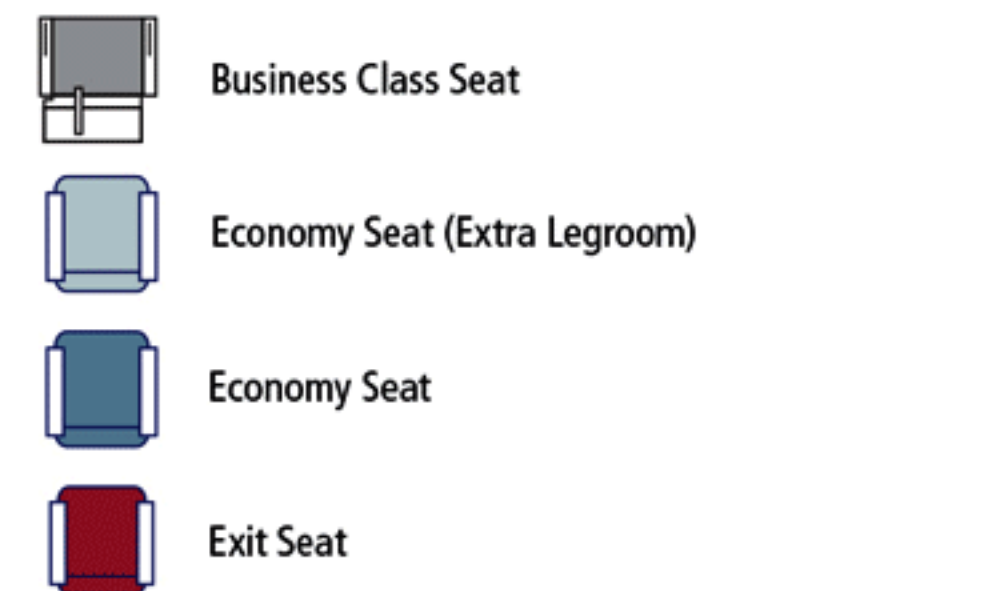 Business Class Seat
Economy Seat (Extra Legroom)
Economy Seat
Exit Seat